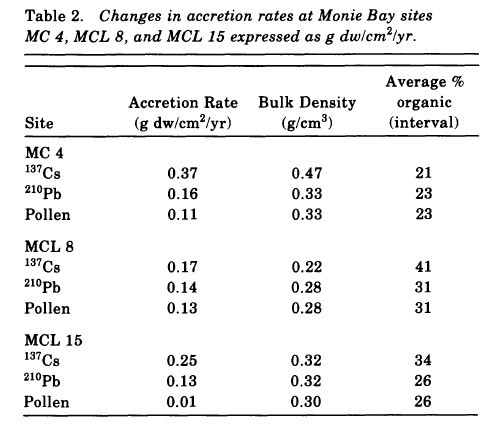 Table 2. Changes in accretion rates at Monie Bay sites
MC 4, MCL 8, and MCL 15 expressed as g dw/cm²/yr.
Average %
Accretion Rate Bulk Density organic
Site (g dw/cm²/yr) (g/cm³) (interval)
MC 4
¹³⁷Cs 0.37 0.47 21
²¹⁰Pb 0.16 0.33 23
Pollen 0.11 0.33 23
MCL 8
¹³⁷Cs 0.17 0.22 41
²¹⁰Pb 0.14 0.28 31
Pollen 0.13 0.28 31
MCL 15
¹³⁷Cs 0.25 0.32 34
²¹⁰Pb 0.13 0.32 26
Pollen 0.01 0.30 26